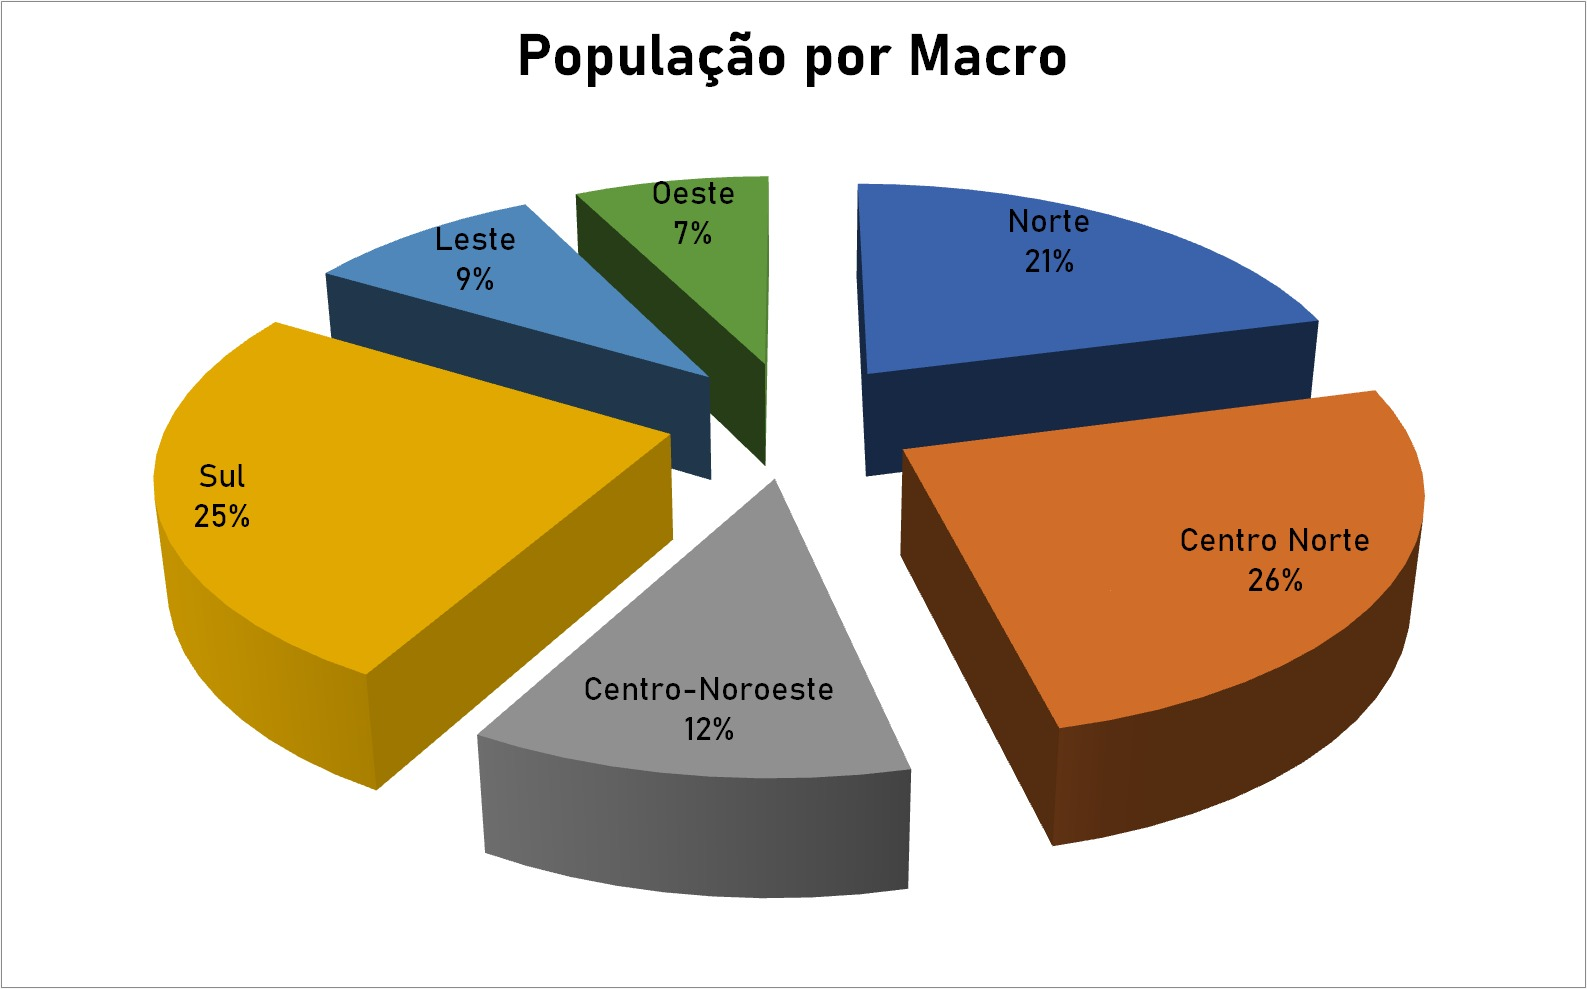 População por Macro
Oeste
7%
Norte
21%
Leste
9%
Sul
25%
Centro Norte
26%
Centro-Noroeste
12%